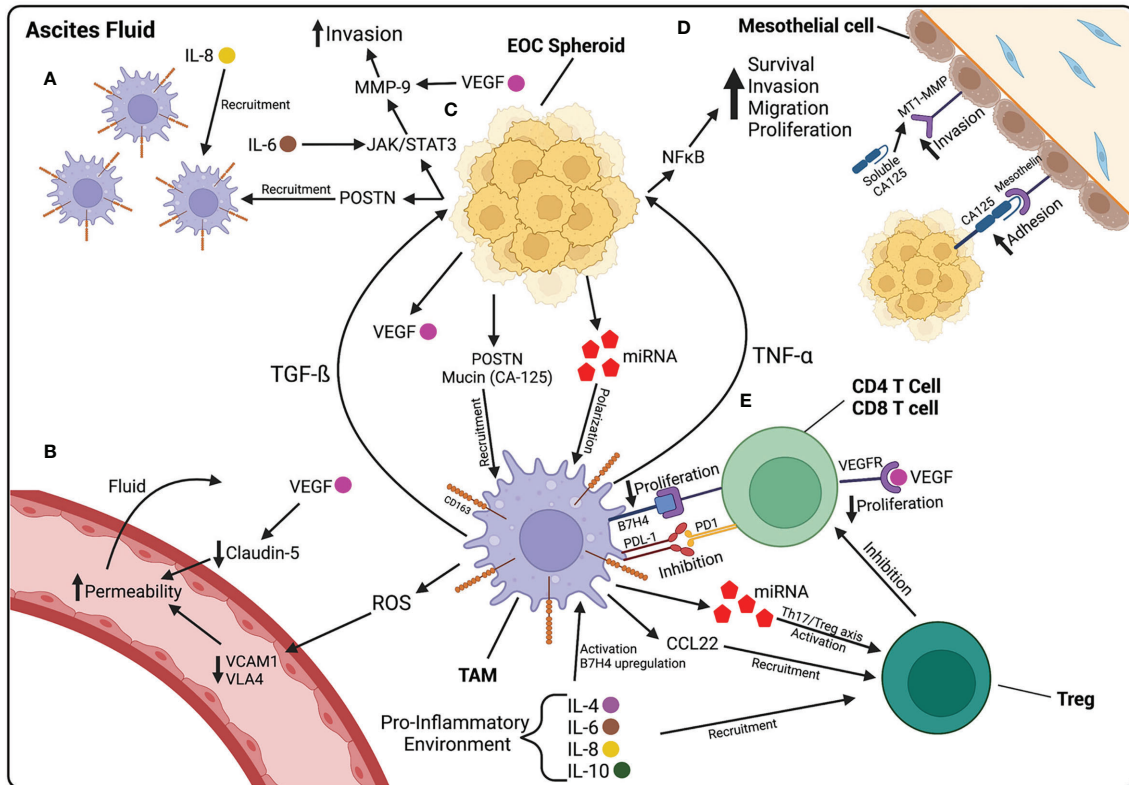 Ascites Fluid
A
IL-8
Recruitment
Invasion
MMP-9
VEGF
C
EOC Spheroid
IL-6
JAK/STAT3
Recruitment
POSTN
NFκB
Survival
Invasion
Migration
Proliferation
D
Mesothelial cell
MT1-MMP
Invasion
Soluble
CA125
Mesothelin
CA125
Adhesion
VEGF
POSTN
Mucin (CA-125)
miRNA
Recruitment
Polarization
TGF-ß
TNF-α
B
Fluid
VEGF
Claudin-5
Permeability
VCAM1
VLA4
ROS
CD163
TAM
E
CD4 T Cell
CD8 T cell
Proliferation
B7H4
PDL-1
PD1
Inhibition
VEGFR
VEGF
Proliferation
Inhibition
miRNA
Th17/Treg axis
Activation
CCL22
Recruitment
Treg
Activation
B7H4 upregulation
Pro-Inflammatory
Environment
IL-4
IL-6
IL-8
IL-10
Recruitment